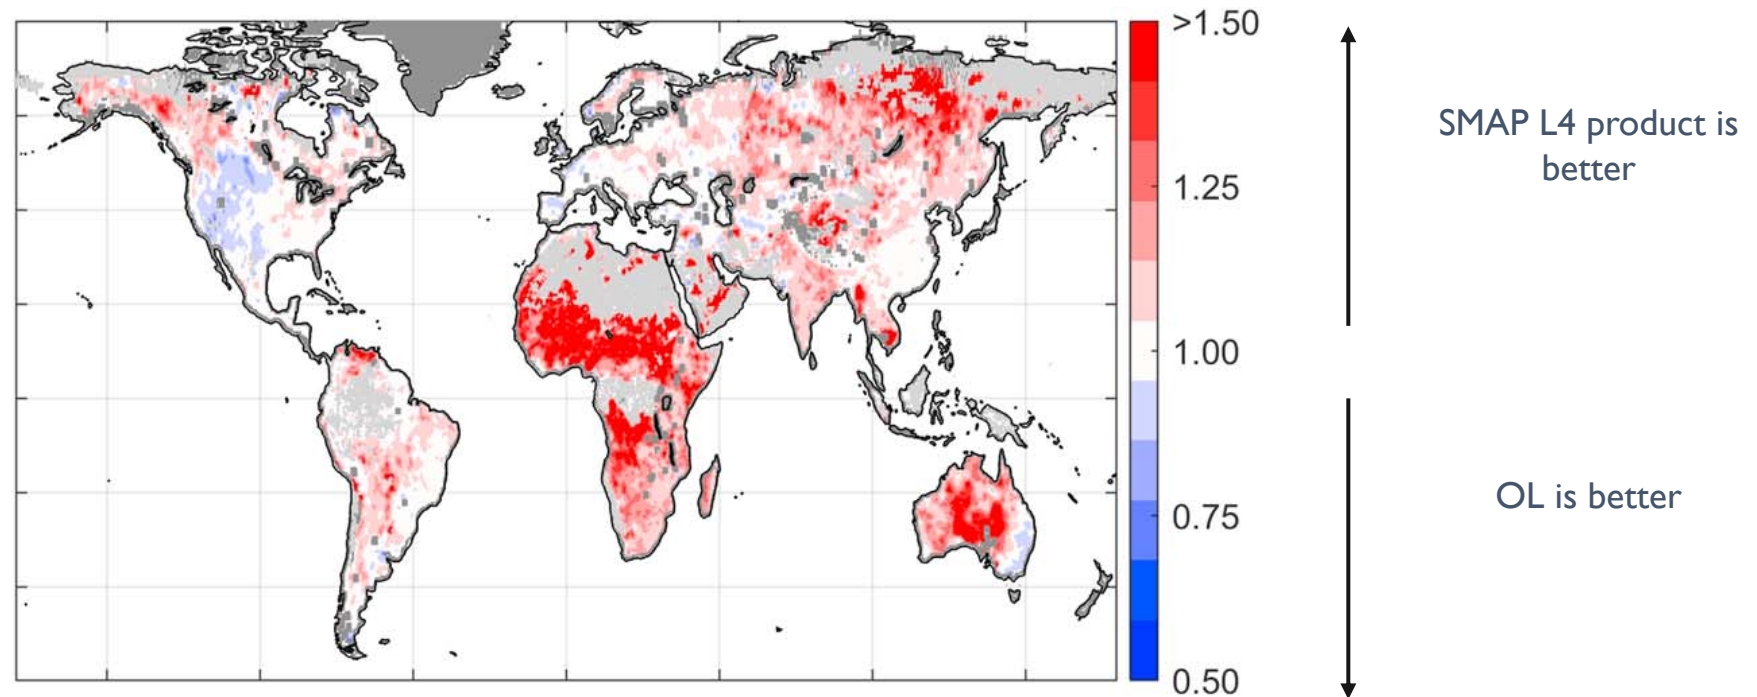 >1.50
1.25
1.00
0.75
0.50
SMAP L4 product is
better
OL is better